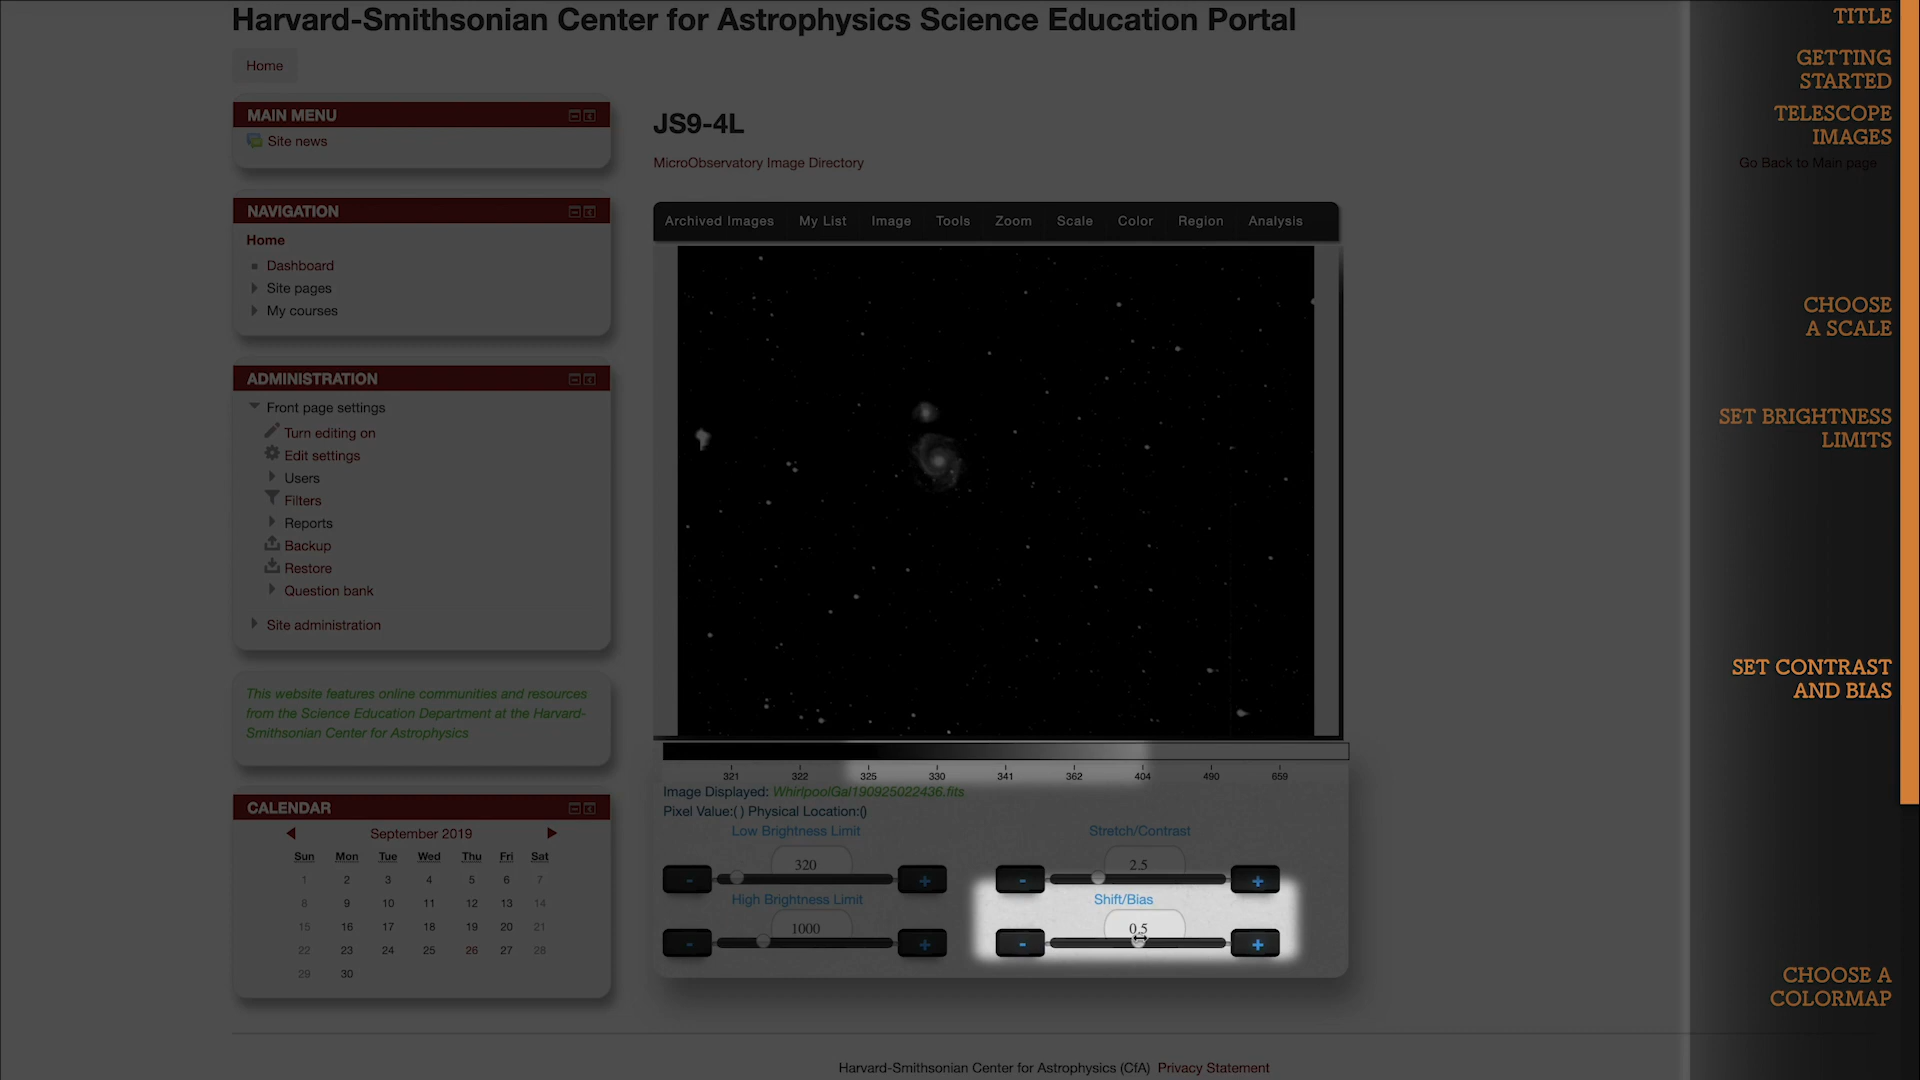 Harvard-Smithsonian Center for Astrophysics Science Education Portal
Home
MAIN MENU
Site news
NAVIGATION
Home
Dashboard
Site pages
My courses
ADMINISTRATION
Front page settings
Turn editing on
Edit settings
Users
Filters
Reports
Backup
Restore
Question bank
Site administration
This website features online communities and resources
from the Science Education Department at the Harvard-
Smithsonian Center for Astrophysics
CALENDAR
September 2019
Sun Mon Tue Wed Thu Fri Sat
1 2 3 4 5 6 7
8 9 10 11 12 13 14
15 16 17 18 19 20 21
22 23 24 25 26 27 28
29 30
JS9-4L
MicroObservatory Image Directory
Archived Images My List Image Tools Zoom Scale Color Region Analysis
321 322 325 330 341 362 404 490 659
Image Displayed: WhirlpoolGal190925022436.fits
Pixel Value:( ) Physical Location:()
Low Brightness Limit
320
- +
High Brightness Limit
1000
- +
Stretch/Contrast
2.5
- +
Shift/Bias
0.5
- +
Harvard-Smithsonian Center for Astrophysics (CfA) Privacy Statement
TITLE
GETTING
STARTED
TELESCOPE
IMAGES
Go Back to Main page
CHOOSE
A SCALE
SET BRIGHTNESS
LIMITS
SET CONTRAST
AND BIAS
CHOOSE A
COLORMAP